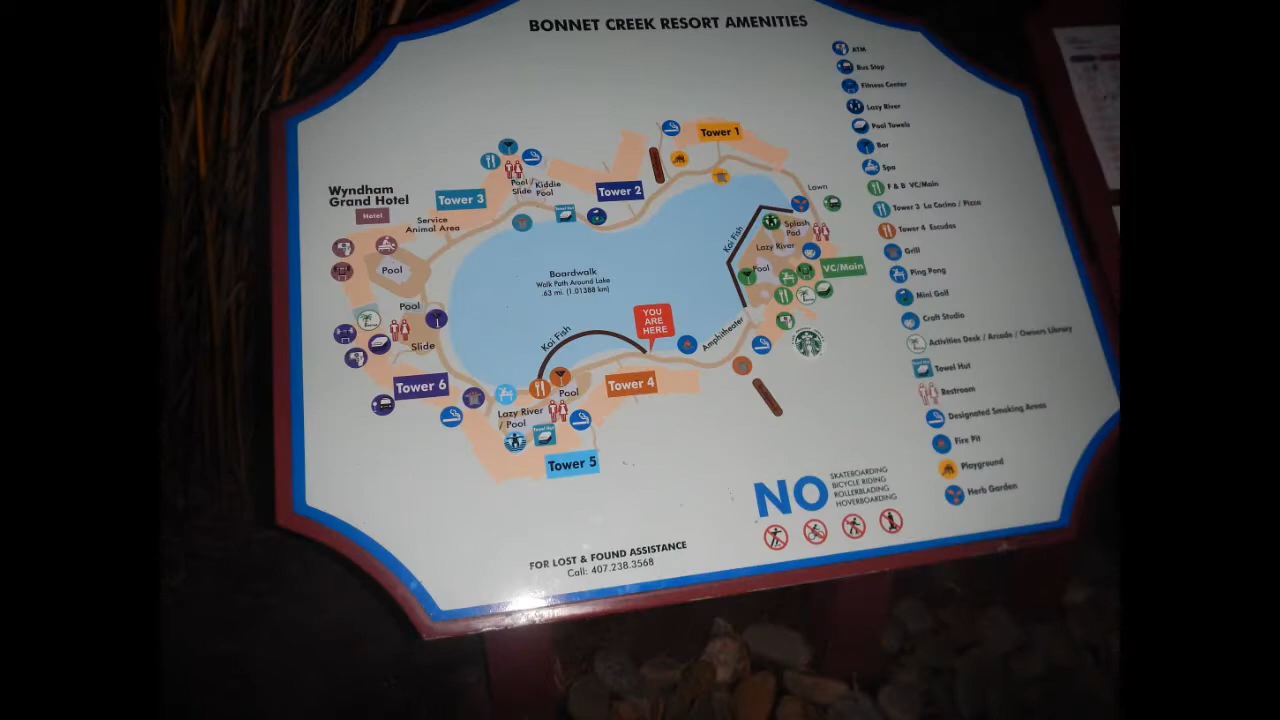 BONNET CREEK RESORT AMENITIES
ATM
Bus Stop
Fitness Center
Lazy River
Pool Towels
Bar
Spa
F & B VC/Main
Tower 3 La Cocina / Pizza
Tower 4 Escudos
Grill
Ping Pong
Mini Golf
Craft Studio
Activities Desk / Arcade / Owners Library
Towel Hut
Restroom
Designated Smoking Areas
Fire Pit
Playground
Herb Garden
Tower 1
Tower 2
Pool
Slide
/ Kiddie
Pool
Tower 3
Wyndham
Grand Hotel
Hotel
Service
Animal Area
Pool
Pool
Slide
Boardwalk
Walk Path Around Lake
.63 mi. (1.01388 km)
Towel Hut
Lawn
Splash
Pad
Koi Fish
Lazy River
Pool
VC/Main
YOU
ARE
HERE
Koi Fish
Amphitheater
Tower 6
Tower 4
Pool
Lazy River
/ Pool
Towel Hut
Tower 5
NO
SKATEBOARDING
BICYCLE RIDING
ROLLERBLADING
HOVERBOARDING
FOR LOST & FOUND ASSISTANCE
Call: 407.238.3568